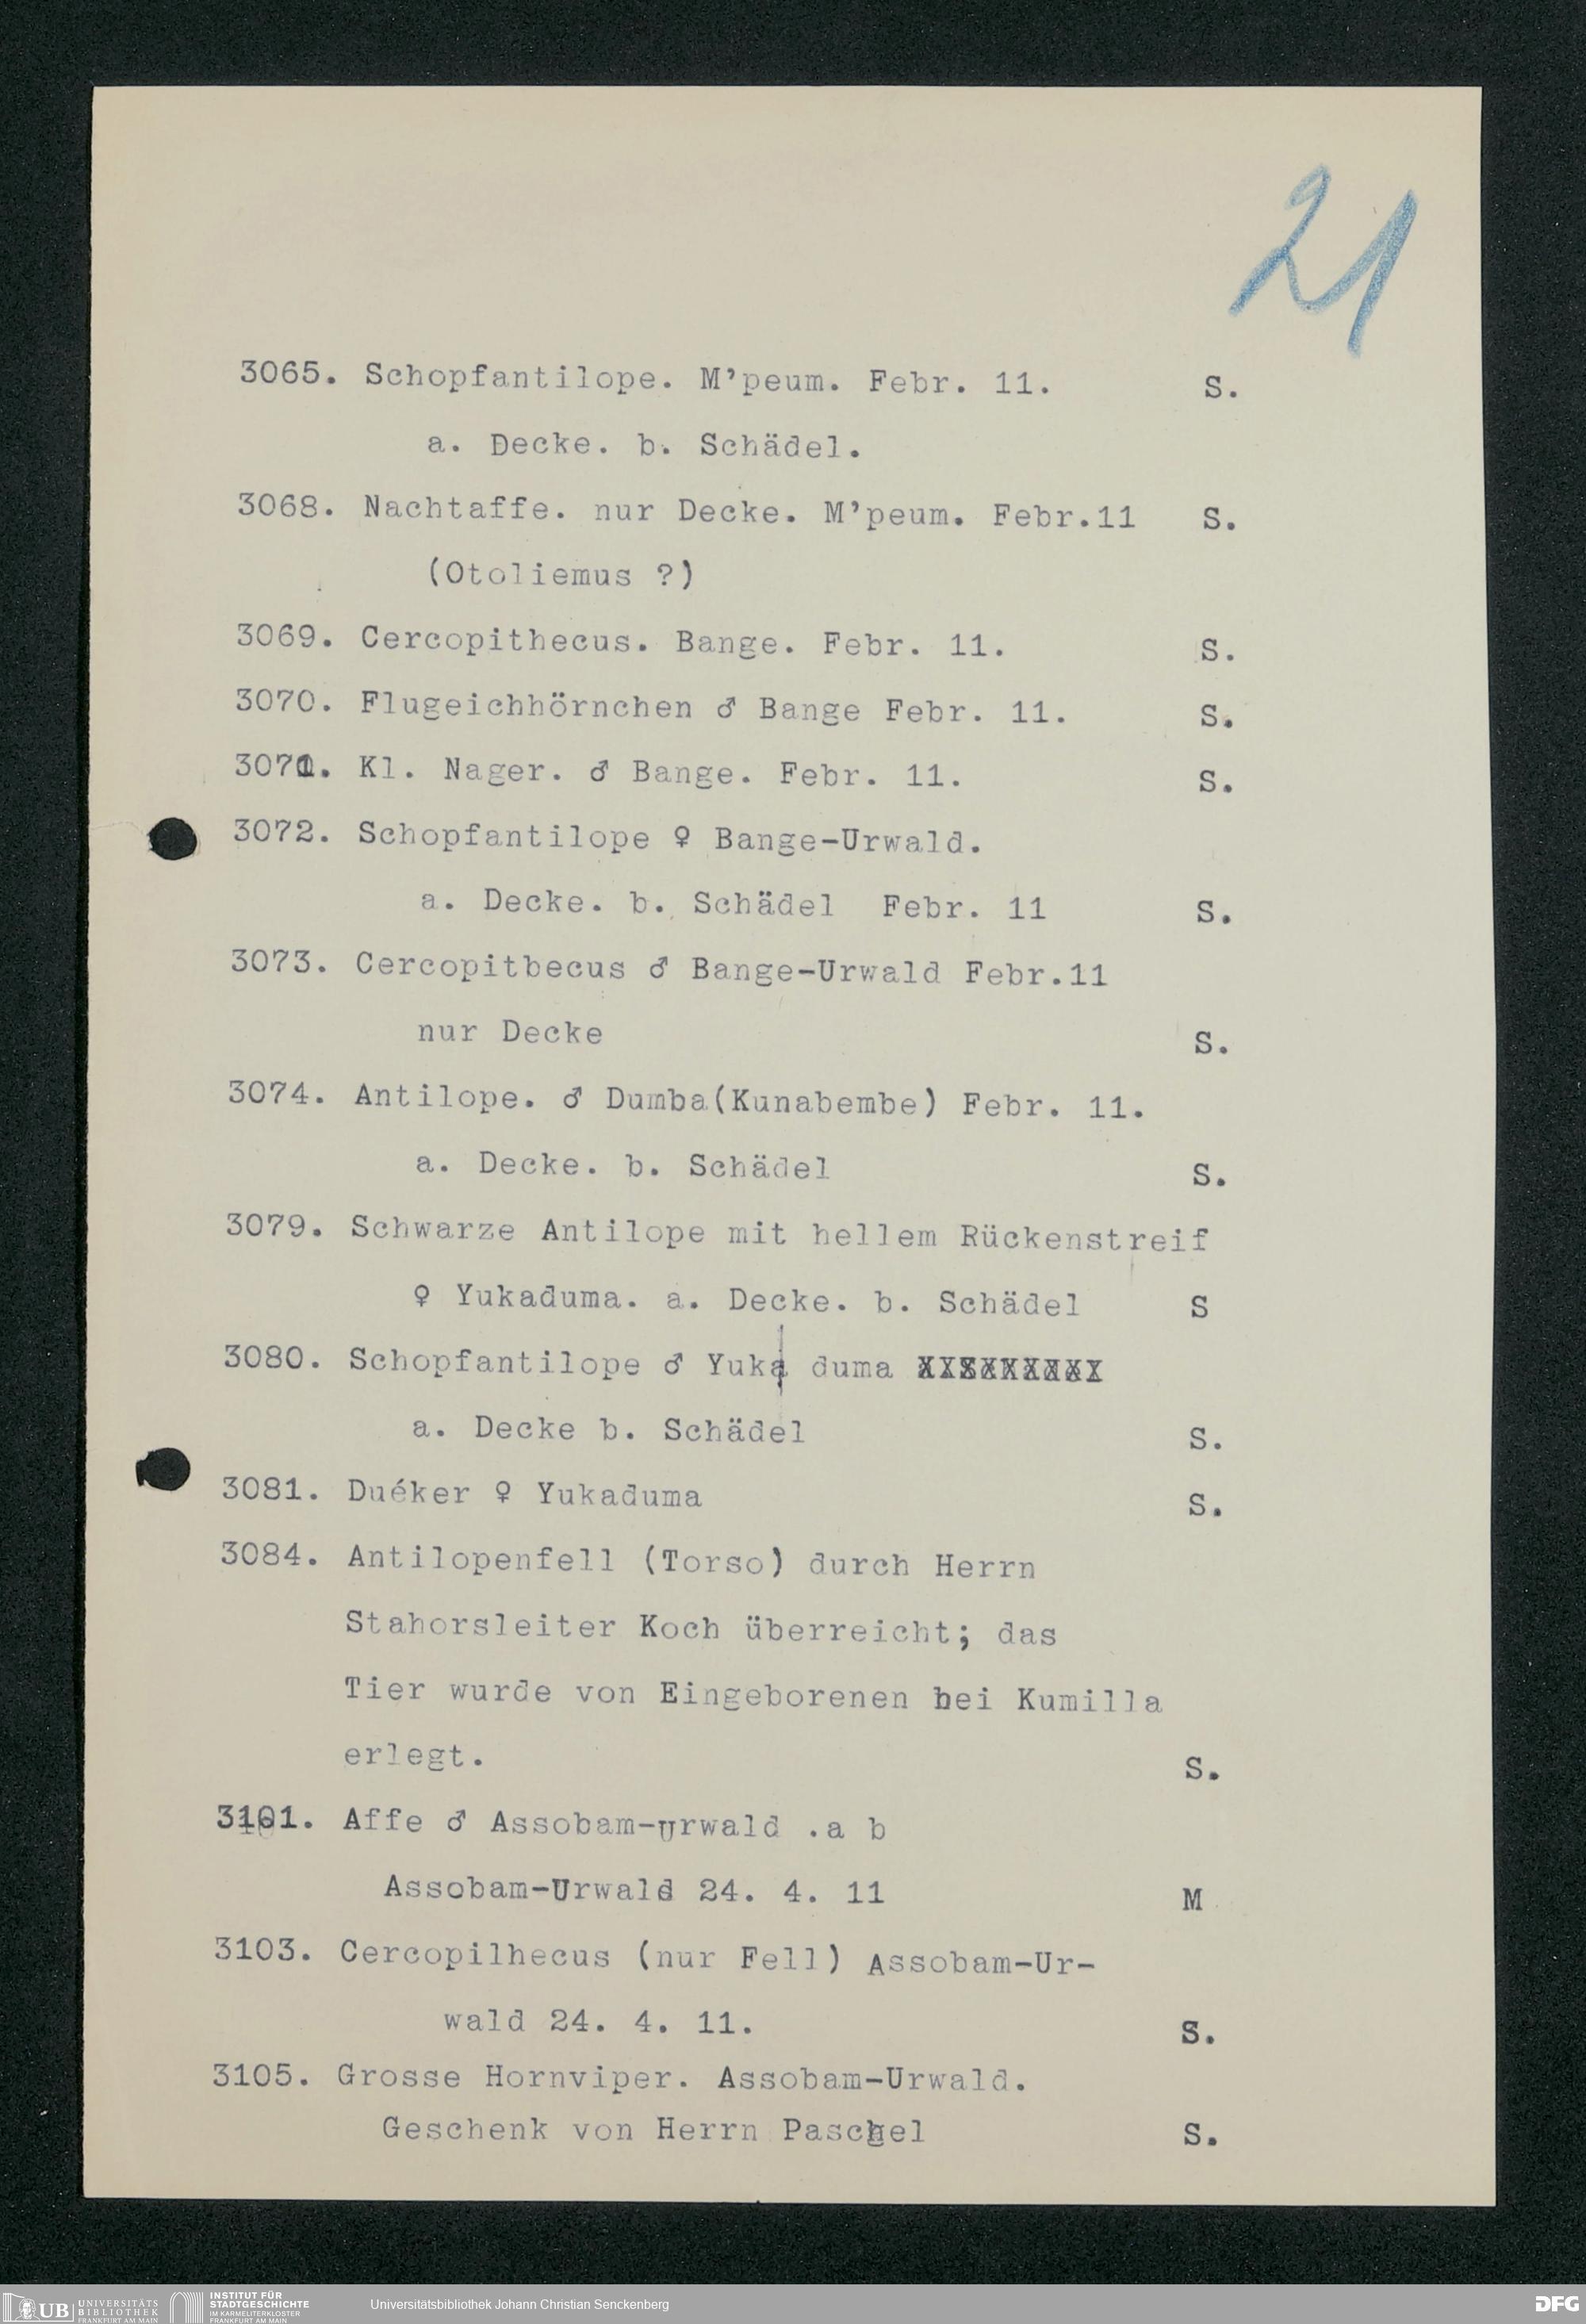 21
3065. Schopfantilope. M'peum. Febr. 11. S.
a. Decke. b. Schädel.
3068. Nachtaffe. nur Decke. M'peum. Febr.11 S.
(Otoliemus ?)
3069. Cercopithecus. Bange. Febr. 11. S.
3070. Flugeichhörnchen ♂ Bange Febr. 11. S.
3071. Kl. Nager. ♂ Bange. Febr. 11. S.
3072. Schopfantilope ♀ Bange-Urwald.
a. Decke. b. Schädel Febr. 11 S.
3073. Cercopitbecus ♂ Bange-Urwald Febr.11
nur Decke S.
3074. Antilope. ♂ Dumba(Kunabembe) Febr. 11.
a. Decke. b. Schädel S.
3079. Schwarze Antilope mit hellem Rückenstreif
♀ Yukaduma. a. Decke. b. Schädel S
3080. Schopfantilope ♂ Yuka duma
a. Decke b. Schädel S.
3081. Duéker ♀ Yukaduma S.
3084. Antilopenfell (Torso) durch Herrn
Stahorsleiter Koch überreicht; das
Tier wurde von Eingeborenen bei Kumilla
erlegt. S.
3101. Affe ♂ Assobam-Urwald .a b
Assobam-Urwald 24. 4. 11 M
3103. Cercopilhecus (nur Fell) Assobam-Ur-
wald 24. 4. 11. S.
3105. Grosse Hornviper. Assobam-Urwald.
Geschenk von Herrn Paschel S.
UB UNIVERSITÄTS BIBLIOTHEK FRANKFURT AM MAIN
INSTITUT FÜR STADTGESCHICHTE IM KARMELITERKLOSTER FRANKFURT AM MAIN
Universitätsbibliothek Johann Christian Senckenberg
DFG